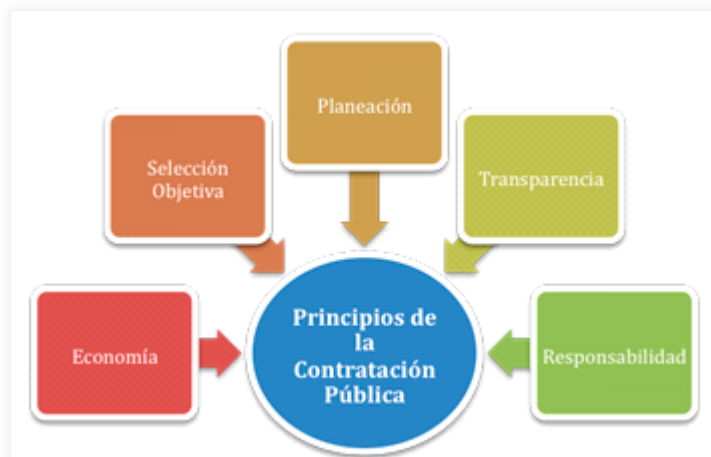 Planeación
Selección
Objetiva
Transparencia
Economía
Principios de
la
Contratación
Pública
Responsabilidad